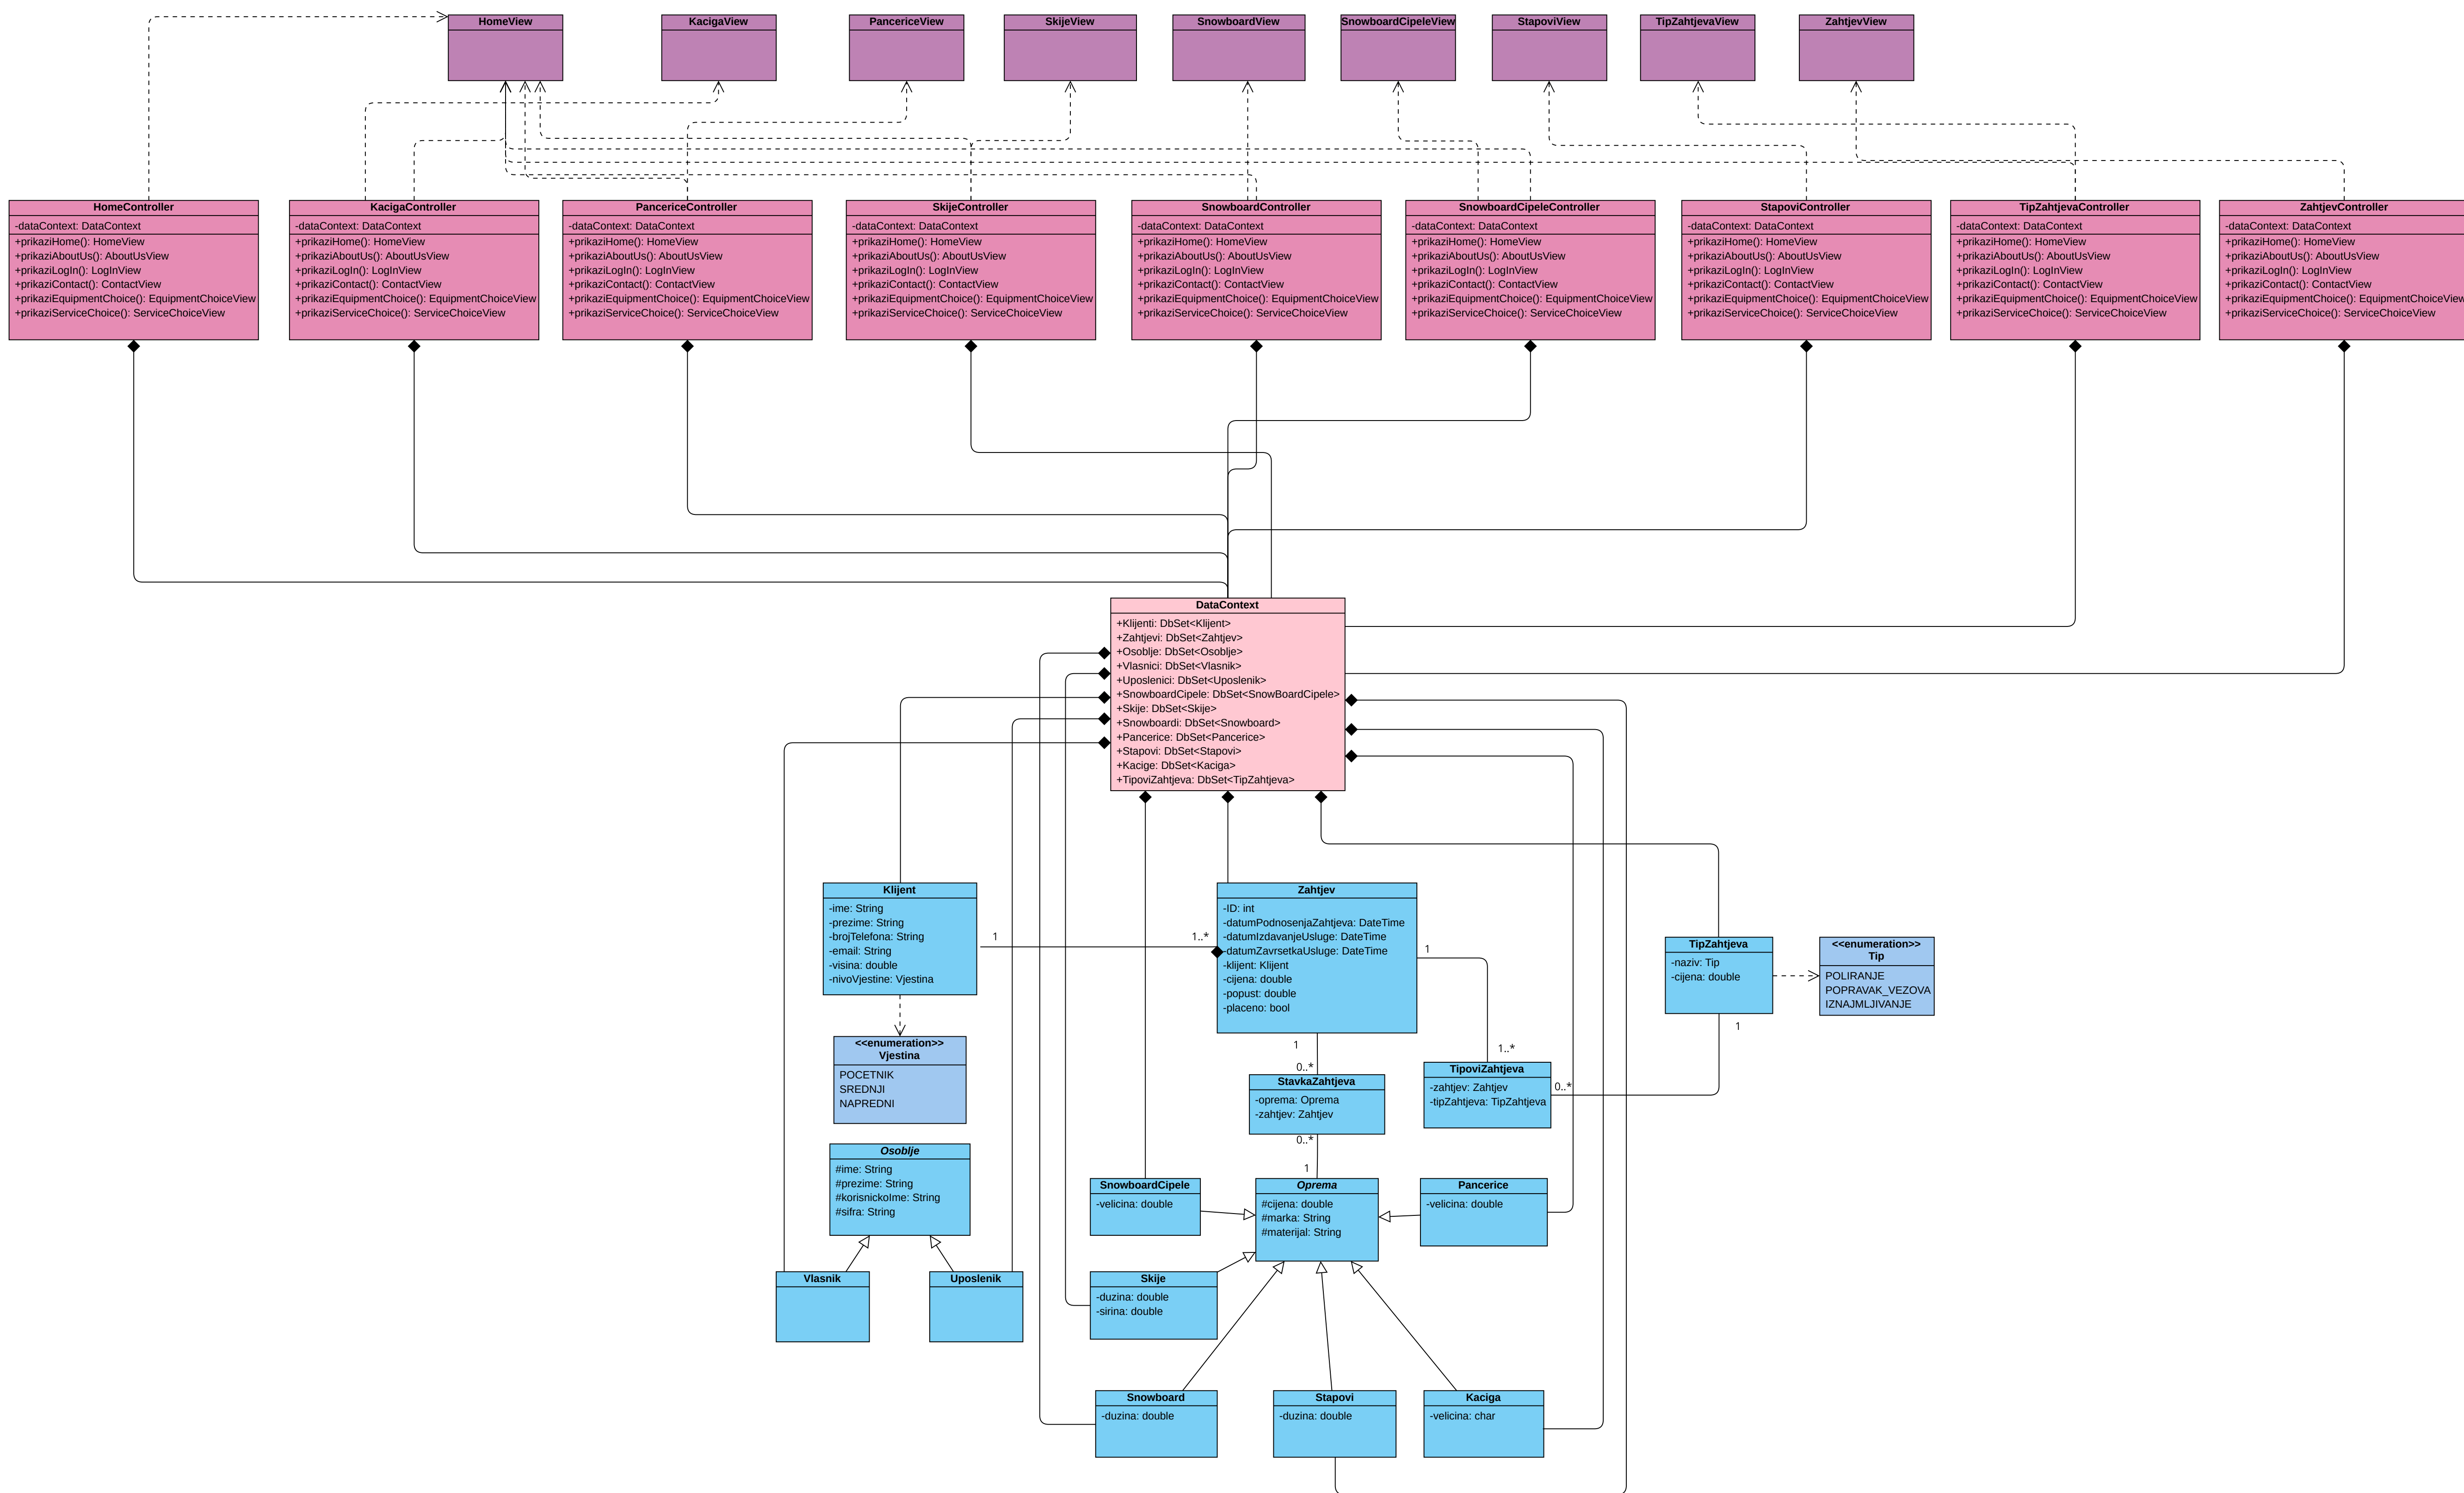 HomeView
KacigaView
PancericeView
SkijeView
SnowboardView
SnowboardCipeleView
StapoviView
TipZahtjevaView
ZahtjevView
HomeController
-dataContext: DataContext
+prikaziHome(): HomeView
+prikaziAboutUs(): AboutUsView
+prikaziLogIn(): LogInView
+prikaziContact(): ContactView
+prikaziEquipmentChoice(): EquipmentChoiceView
+prikaziServiceChoice(): ServiceChoiceView
KacigaController
-dataContext: DataContext
+prikaziHome(): HomeView
+prikaziAboutUs(): AboutUsView
+prikaziLogIn(): LogInView
+prikaziContact(): ContactView
+prikaziEquipmentChoice(): EquipmentChoiceView
+prikaziServiceChoice(): ServiceChoiceView
PancericeController
-dataContext: DataContext
+prikaziHome(): HomeView
+prikaziAboutUs(): AboutUsView
+prikaziLogIn(): LogInView
+prikaziContact(): ContactView
+prikaziEquipmentChoice(): EquipmentChoiceView
+prikaziServiceChoice(): ServiceChoiceView
SkijeController
-dataContext: DataContext
+prikaziHome(): HomeView
+prikaziAboutUs(): AboutUsView
+prikaziLogIn(): LogInView
+prikaziContact(): ContactView
+prikaziEquipmentChoice(): EquipmentChoiceView
+prikaziServiceChoice(): ServiceChoiceView
SnowboardController
-dataContext: DataContext
+prikaziHome(): HomeView
+prikaziAboutUs(): AboutUsView
+prikaziLogIn(): LogInView
+prikaziContact(): ContactView
+prikaziEquipmentChoice(): EquipmentChoiceView
+prikaziServiceChoice(): ServiceChoiceView
SnowboardCipeleController
-dataContext: DataContext
+prikaziHome(): HomeView
+prikaziAboutUs(): AboutUsView
+prikaziLogIn(): LogInView
+prikaziContact(): ContactView
+prikaziEquipmentChoice(): EquipmentChoiceView
+prikaziServiceChoice(): ServiceChoiceView
StapoviController
-dataContext: DataContext
+prikaziHome(): HomeView
+prikaziAboutUs(): AboutUsView
+prikaziLogIn(): LogInView
+prikaziContact(): ContactView
+prikaziEquipmentChoice(): EquipmentChoiceView
+prikaziServiceChoice(): ServiceChoiceView
TipZahtjevaController
-dataContext: DataContext
+prikaziHome(): HomeView
+prikaziAboutUs(): AboutUsView
+prikaziLogIn(): LogInView
+prikaziContact(): ContactView
+prikaziEquipmentChoice(): EquipmentChoiceView
+prikaziServiceChoice(): ServiceChoiceView
ZahtjevController
-dataContext: DataContext
+prikaziHome(): HomeView
+prikaziAboutUs(): AboutUsView
+prikaziLogIn(): LogInView
+prikaziContact(): ContactView
+prikaziEquipmentChoice(): EquipmentChoiceView
+prikaziServiceChoice(): ServiceChoiceView
DataContext
+Klijenti: DbSet<Klijent>
+Zahtjevi: DbSet<Zahtjev>
+Osoblje: DbSet<Osoblje>
+Vlasnici: DbSet<Vlasnik>
+Uposlenici: DbSet<Uposlenik>
+SnowboardCipele: DbSet<SnowBoardCipele>
+Skije: DbSet<Skije>
+Snowboardi: DbSet<Snowboard>
+Pancerice: DbSet<Pancerice>
+Stapovi: DbSet<Stapovi>
+Kacige: DbSet<Kaciga>
+TipoviZahtjeva: DbSet<TipZahtjeva>
Klijent
-ime: String
-prezime: String
-brojTelefona: String
-email: String
-visina: double
-nivoVjestine: Vjestina
1
1..*
Zahtjev
-ID: int
-datumPodnosenjaZahtjeva: DateTime
-datumIzdavanjeUsluge: DateTime
-datumZavrsetkaUsluge: DateTime
-klijent: Klijent
-cijena: double
-popust: double
-placeno: bool
1
TipZahtjeva
-naziv: Tip
-cijena: double
<<enumeration>>
Tip
POLIRANJE
POPRAVAK_VEZOVA
IZNAJMLJIVANJE
1
<<enumeration>>
Vjestina
POCETNIK
SREDNJI
NAPREDNI
1
0..*
1..*
StavkaZahtjeva
-oprema: Oprema
-zahtjev: Zahtjev
0..*
TipoviZahtjeva
-zahtjev: Zahtjev
-tipZahtjeva: TipZahtjeva
0..*
Osoblje
#ime: String
#prezime: String
#korisnickoIme: String
#sifra: String
1
SnowboardCipele
-velicina: double
Oprema
#cijena: double
#marka: String
#materijal: String
Pancerice
-velicina: double
Vlasnik
Uposlenik
Skije
-duzina: double
-sirina: double
Snowboard
-duzina: double
Stapovi
-duzina: double
Kaciga
-velicina: char